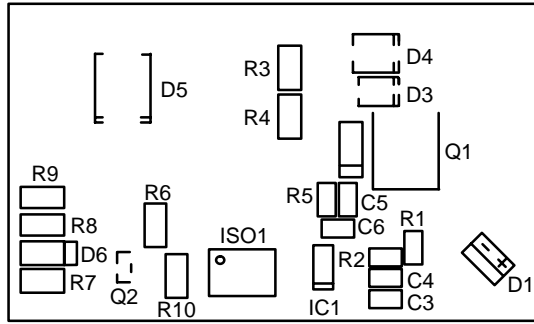 D4
R3
D5
D3
R4
Q1
R9
R6
R5
C5
C6
R8
ISO1
R1
D6
R2
R7
Q2
C4
D1
R10
IC1
C3
- +